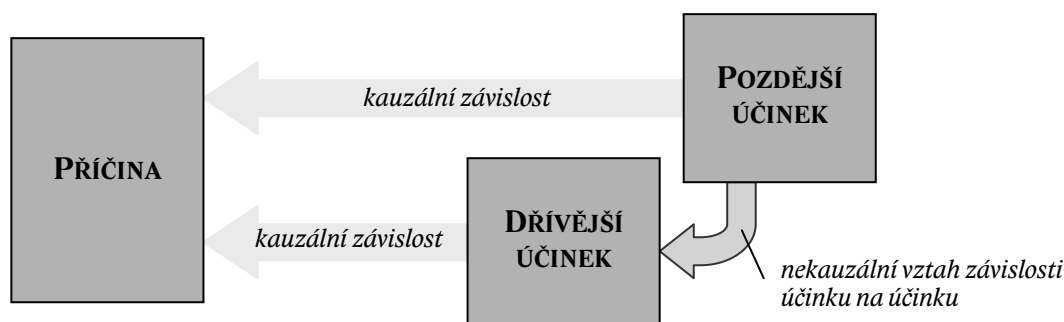 PŘÍČINA
kauzální závislost
POZDĚJŠÍ
ÚČINEK
kauzální závislost
DŘÍVĚJŠÍ
ÚČINEK
nekauzální vztah závislosti
účinku na účinku